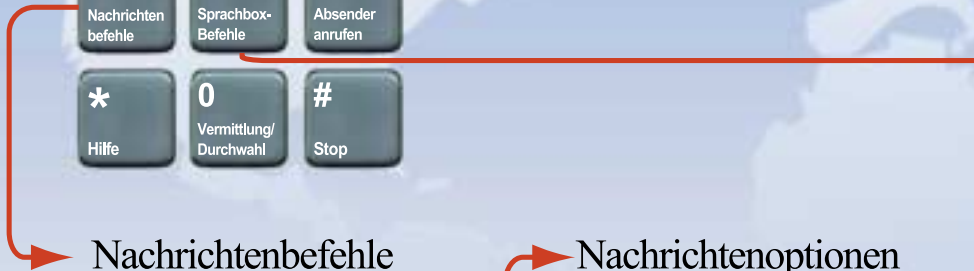 Nachrichten
befehle
Sprachbox-
Befehle
Absender
anrufen
*
Hilfe
0
Vermittlung/
Durchwahl
#
Stop
Nachrichtenbefehle
Nachrichtenoptionen